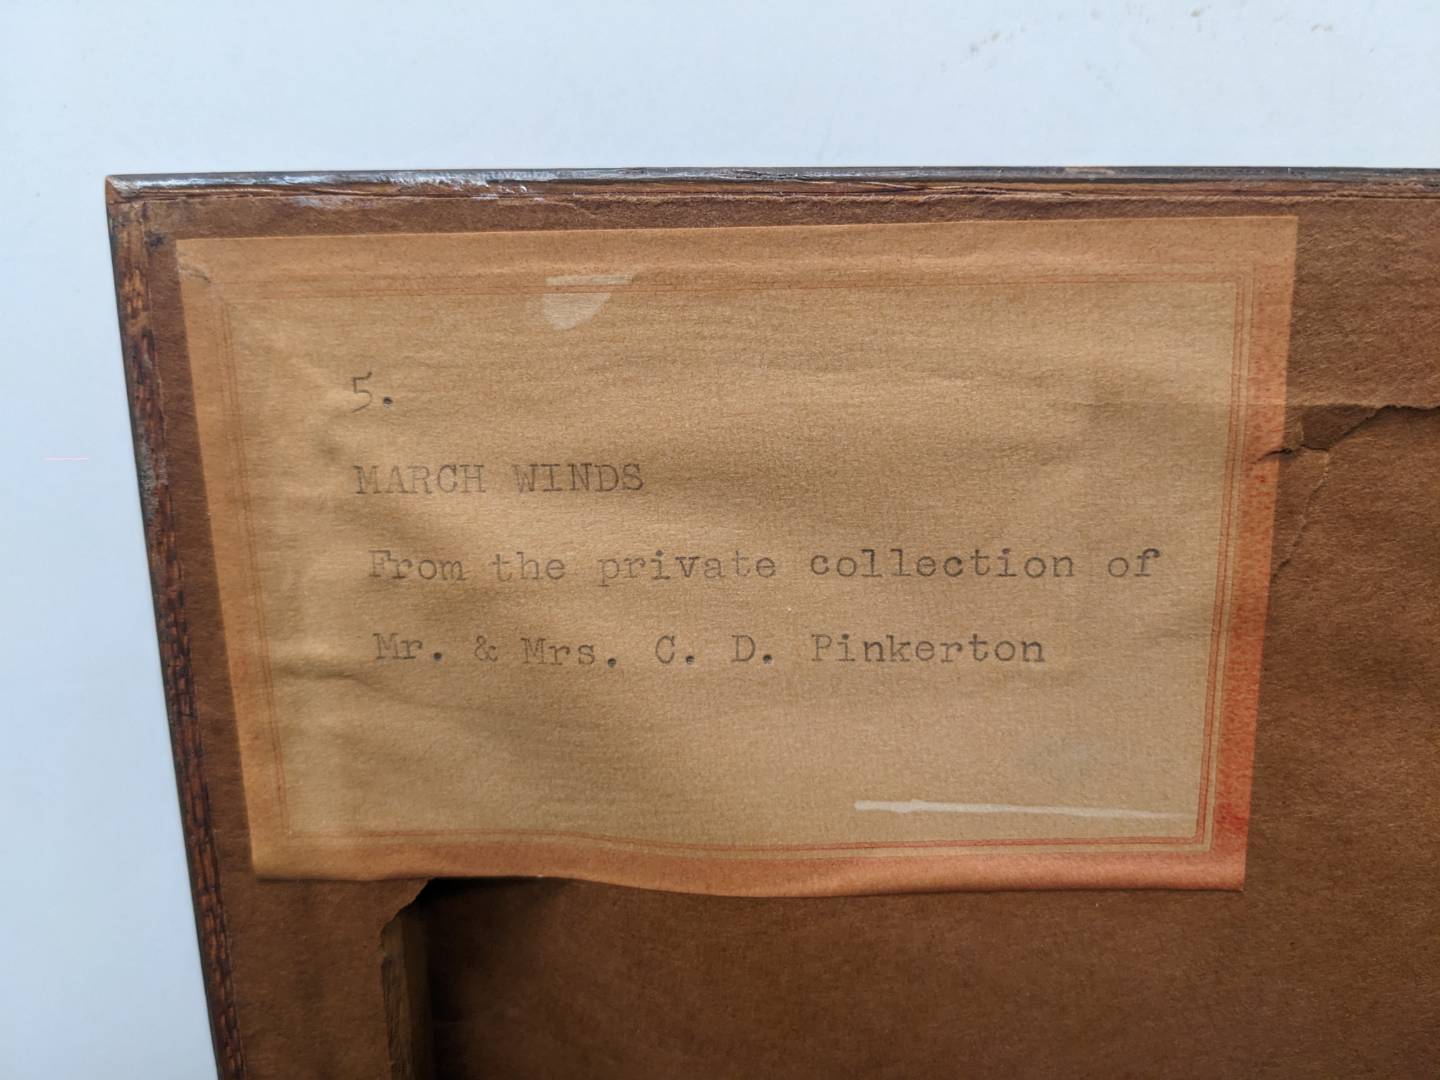 5.
MARCH WINDS
From the private collection of
Mr. & Mrs. C. D. Pinkerton